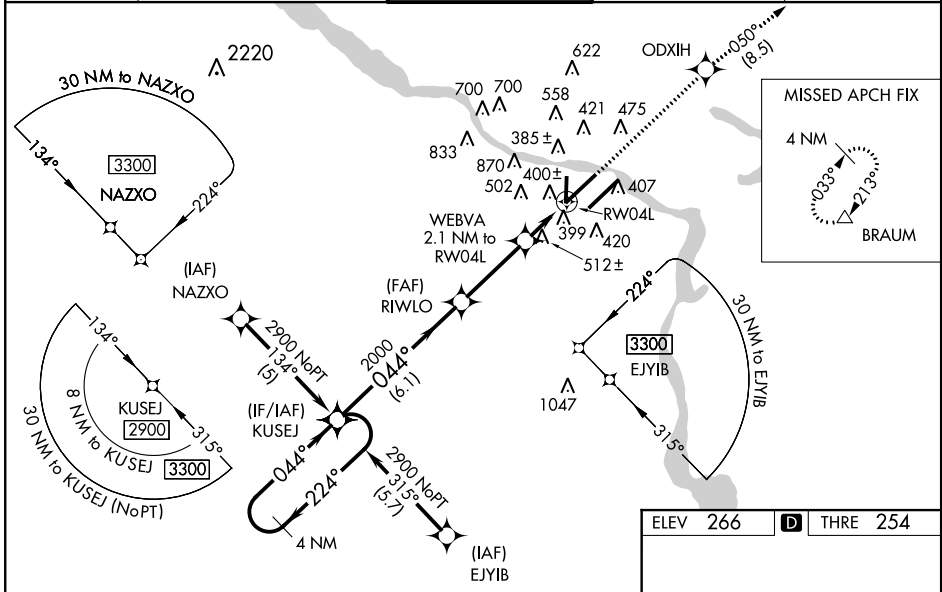 2220
30 NM to NAZXO
134°
3300
NAZXO
224°
622
ODXIH
050°
(8.5)
700
700
558
421
475
385±
833
870
400±
502
407
RW04L
399
420
512±
WEBVA
2.1 NM to
RW04L
MISSED APCH FIX
4 NM
033°
213°
BRAUM
(IAF)
NAZXO
2900 NoPT
134°
(5)
(FAF)
RIWLO
2000
044°
(6.1)
224°
3300
EJYIB
30 NM to EJYIB
315°
1047
134°
KUSEJ
2900
315°
8 NM to KUSEJ
3300
30 NM to KUSEJ (NoPT)
(IF/IAF)
KUSEJ
044°
224°
4 NM
2900 NoPT
315°
(5.7)
(IAF)
EJYIB
ELEV 266 D THRE 254